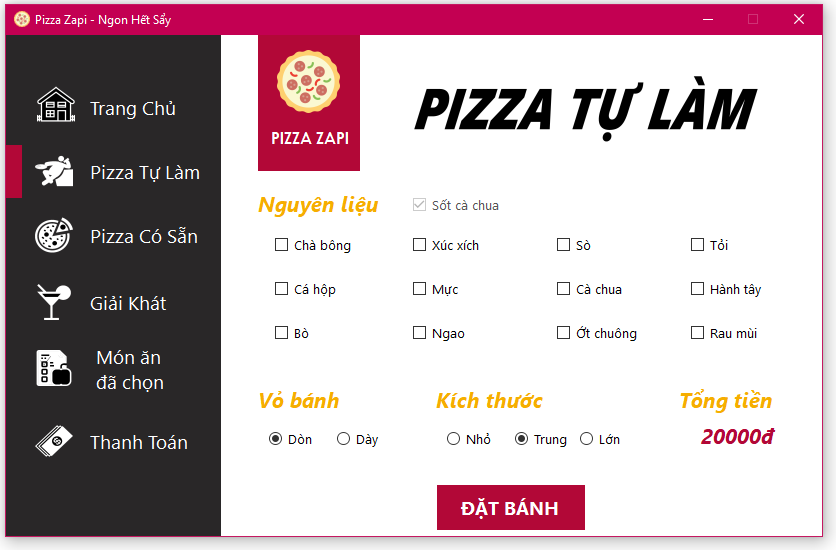 Pizza Zapi - Ngon Hết Sẩy
Trang Chủ
Pizza Tự Làm
Pizza Có Sẵn
Giải Khát
Món ăn
đã chọn
Thanh Toán
PIZZA ZAPI
PIZZA TỰ LÀM
Nguyên liệu
Sốt cà chua
Chà bông Xúc xích Sò Tỏi
Cá hộp Mực Cà chua Hành tây
Bò Ngao Ớt chuông Rau mùi
Vỏ bánh Kích thước Tổng tiền
Dòn Dày Nhỏ Trung Lớn 20000đ
ĐẶT BÁNH